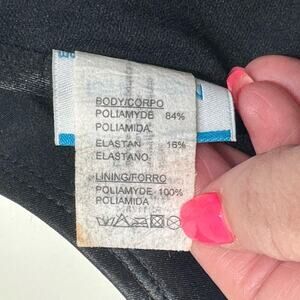 BODY/CORPO
POLIAMYDE 84%
POLIAMIDA
ELASTAN 16%
ELASTANO
LINING/FORRO
POLIAMYDE 100%
POLIAMIDA